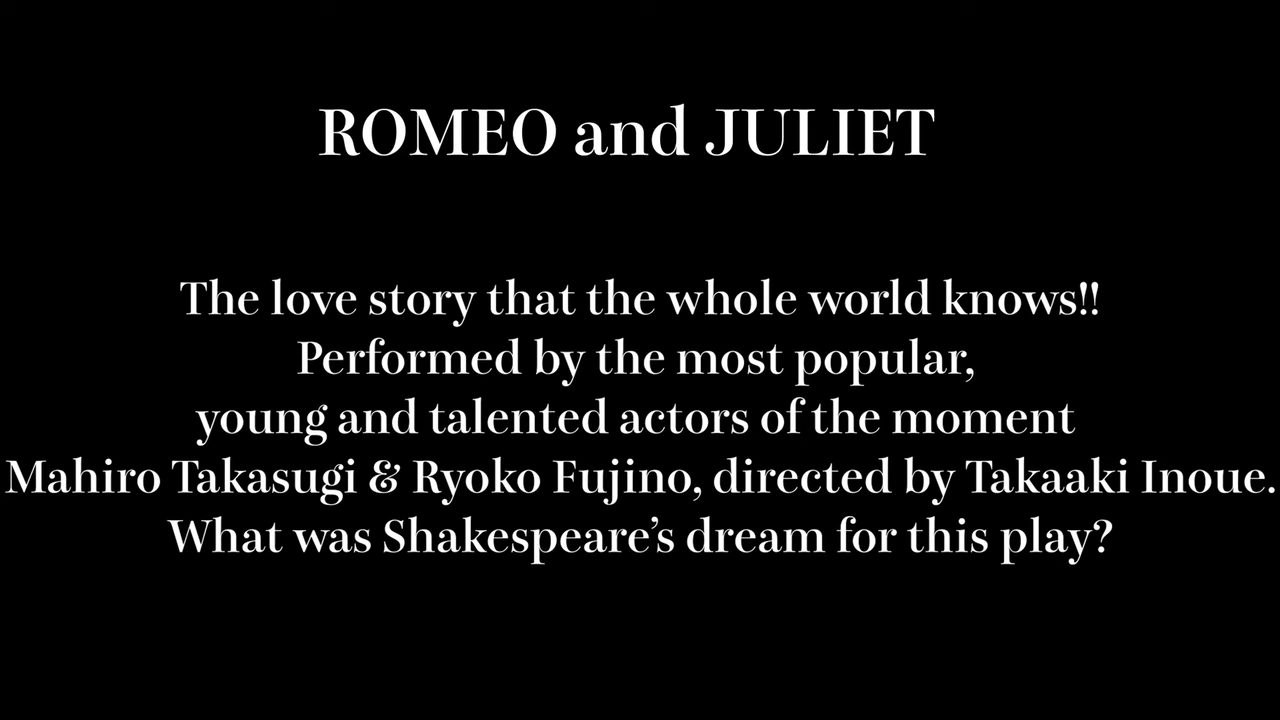 ROMEO and JULIET
The love story that the whole world knows!!
Performed by the most popular,
young and talented actors of the moment
Mahiro Takasugi & Ryoko Fujino, directed by Takaaki Inoue.
What was Shakespeare’s dream for this play?